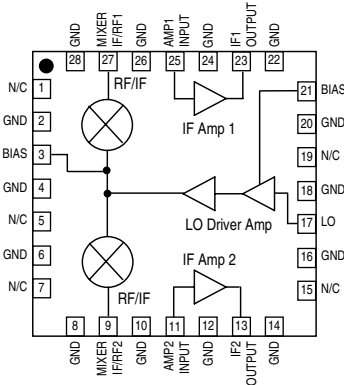 GND
MIXER
IF/RF1
GND
AMP1
INPUT
GND
IF1
OUTPUT
GND
28
27
26
25
24
23
22
N/C
1
GND
2
BIAS
3
GND
4
N/C
5
GND
6
N/C
7
RF/IF
IF Amp 1
LO Driver Amp
IF Amp 2
RF/IF
21
BIAS
20
GND
19
N/C
18
GND
17
LO
16
GND
15
N/C
8
9
10
11
12
13
14
GND
MIXER
IF/RF2
GND
AMP2
INPUT
GND
IF2
OUTPUT
GND